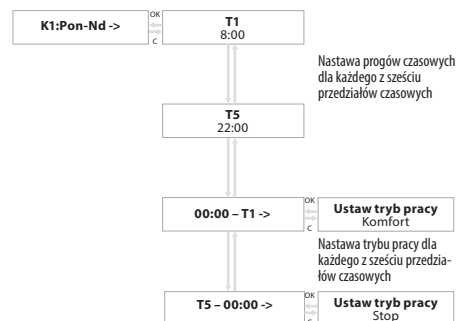 K1:Pon-Nd ->
OK
C
T1
8:00
Nastawa progów czasowych
dla każdego z sześciu
przedziałów czasowych
T5
22:00
00:00 – T1 ->
OK
C
Ustaw tryb pracy
Komfort
Nastawa trybu pracy dla
każdego z sześciu przedzia-
łów czasowych
T5 – 00:00 ->
OK
C
Ustaw tryb pracy
Stop